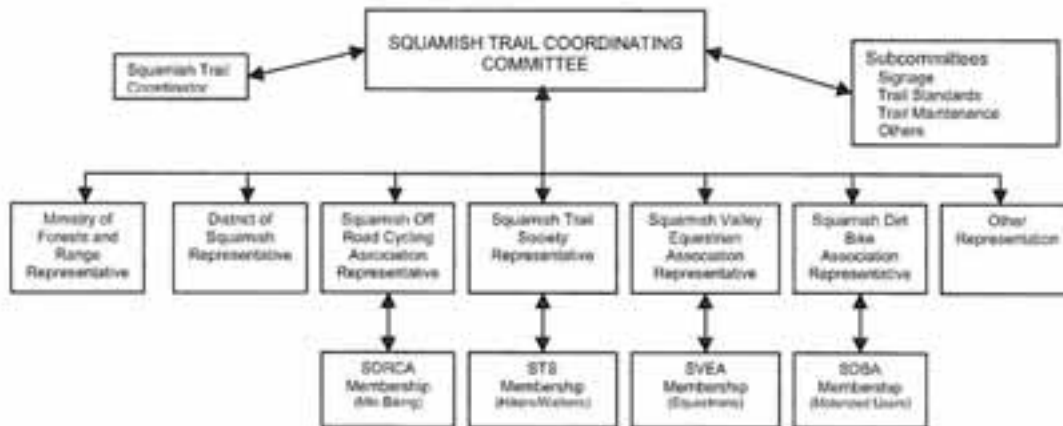 SQUAMISH TRAIL COORDINATING
COMMITTEE
Squamish Trail
Coordinator
Subcommittees
Signage
Trail Standards
Trail Maintenance
Others
Ministry of
Forests and
Range
Representative
District of
Squamish
Representative
Squamish Off
Road Cycling
Association
Representative
Squamish Trail
Society
Representative
Squamish Valley
Equestrian
Association
Representative
Squamish Dirt
Bike
Association
Representative
Other
Representation
SORCA
Membership
(Mtn Biking)
STS
Membership
(Hikers/Walkers)
SVEA
Membership
(Equestrians)
SDBA
Membership
(Motorized Users)